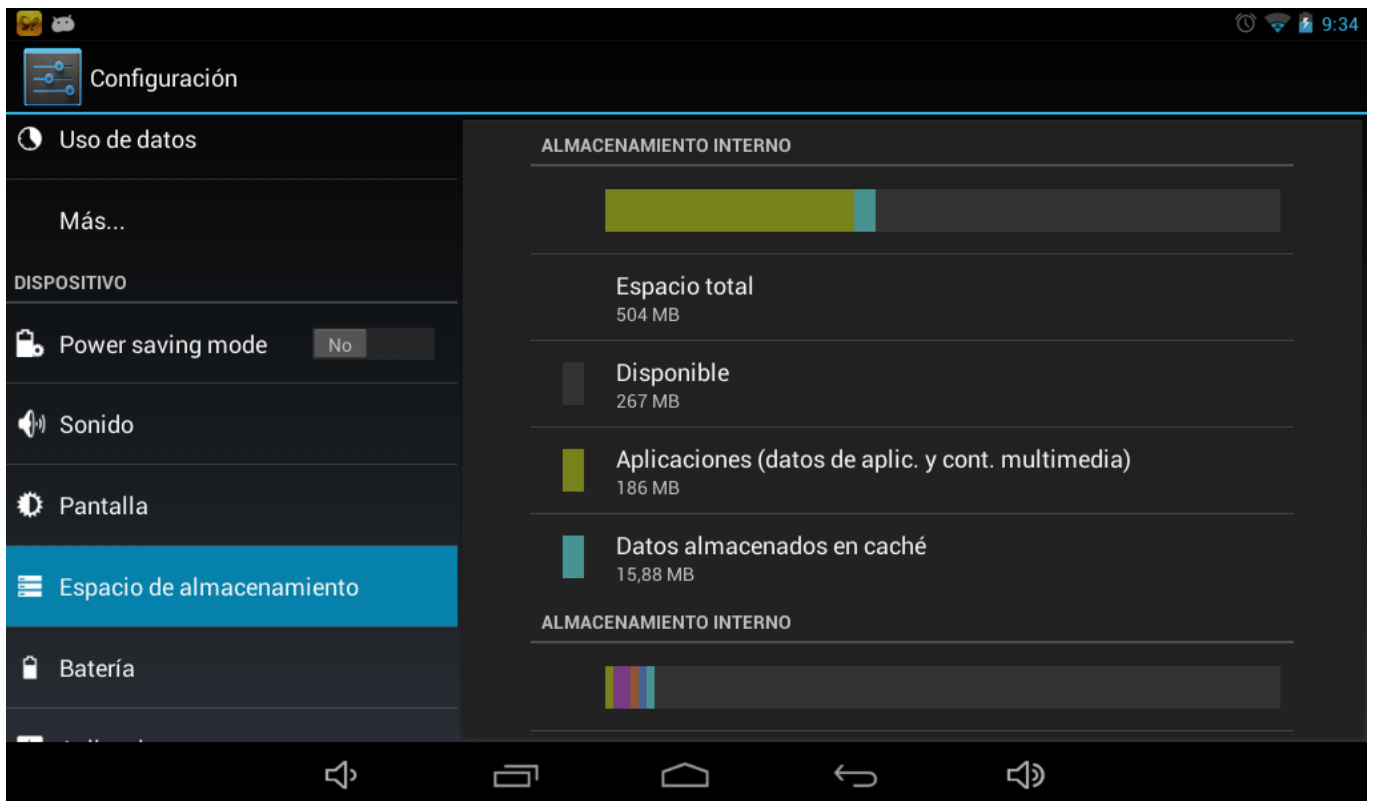 9:34
Configuración
Uso de datos
Más...
DISPOSITIVO
Power saving mode
No
Sonido
Pantalla
Espacio de almacenamiento
Batería
ALMACENAMIENTO INTERNO
Espacio total
504 MB
Disponible
267 MB
Aplicaciones (datos de aplic. y cont. multimedia)
186 MB
Datos almacenados en caché
15,88 MB
ALMACENAMIENTO INTERNO